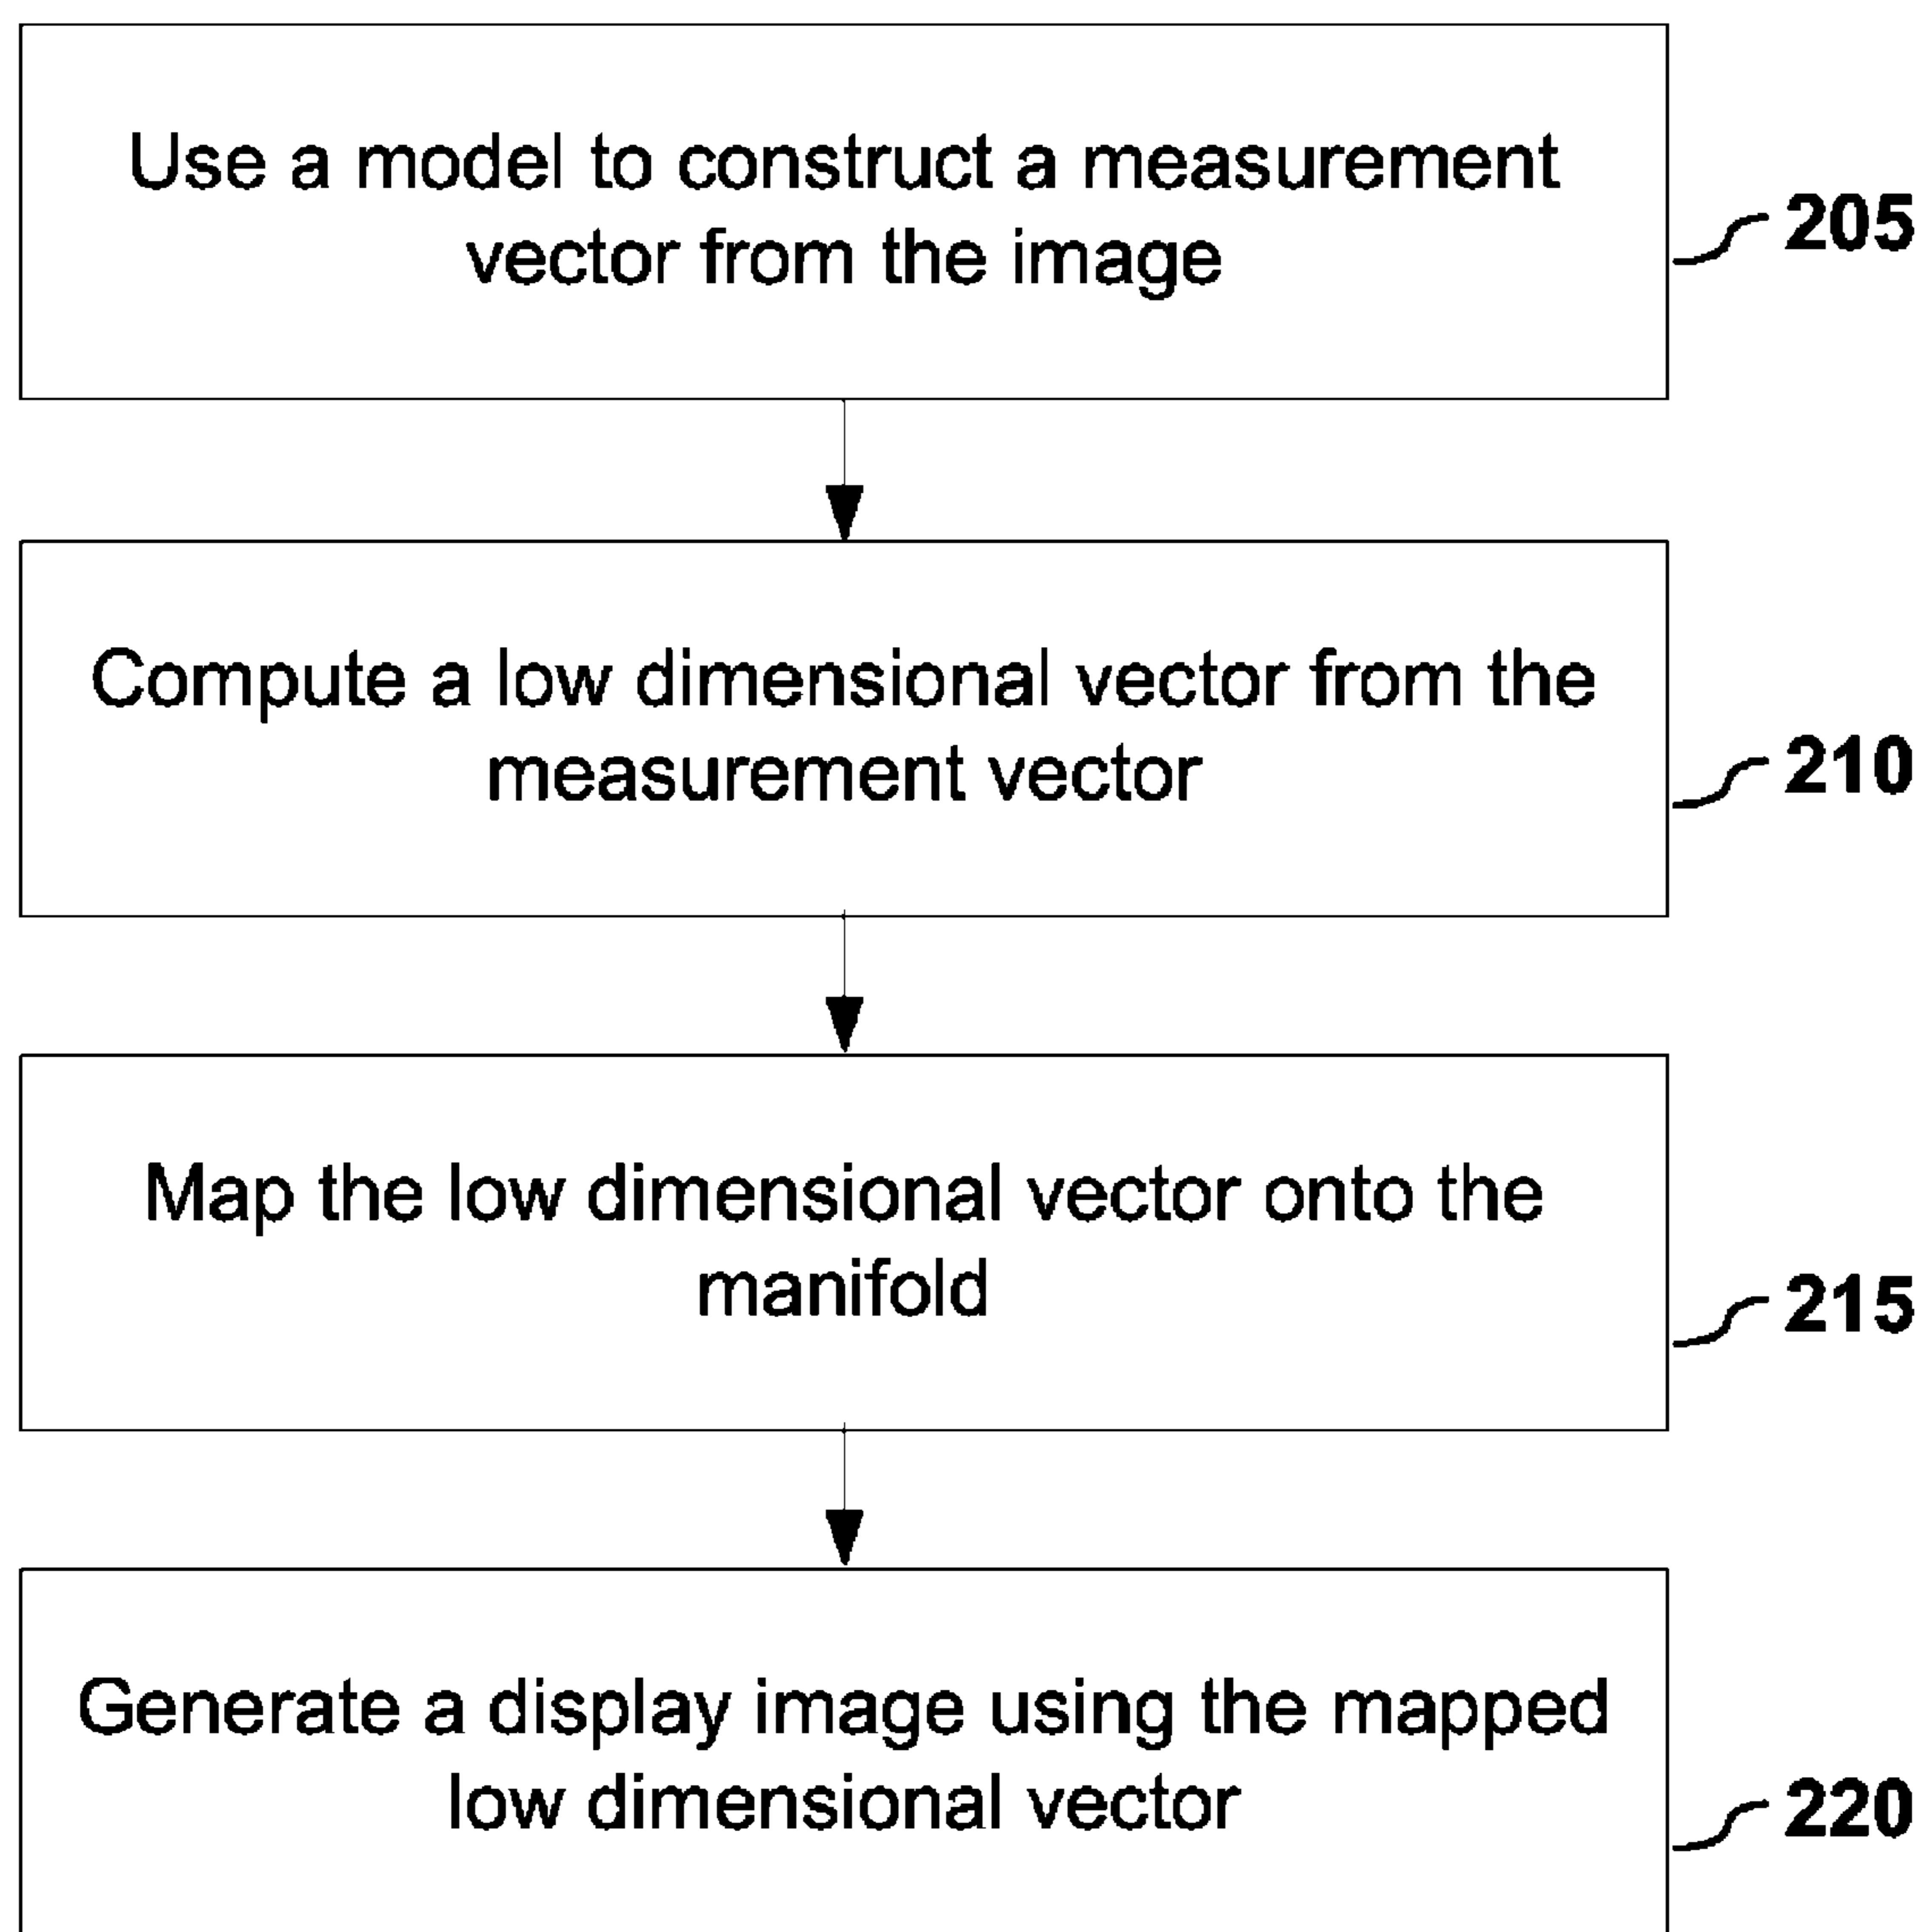 Use a model to construct a measurement
vector from the image
205
Compute a low dimensional vector from the
measurement vector
210
Map the low dimensional vector onto the
manifold
215
Generate a display image using the mapped
low dimensional vector
220